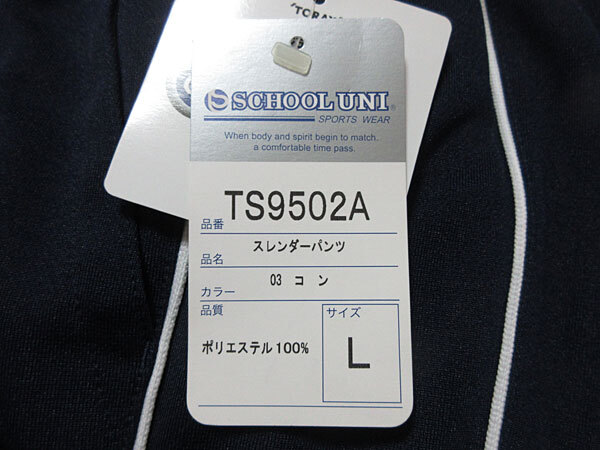 "TORAY
SCHOOL UNI®
SPORTS WEAR
When body and spirit begin to match.
a comfortable time pass.
品番 TS9502A
品名 スレンダーパンツ
カラー 03 コン
品質
ポリエステル100%
サイズ
L